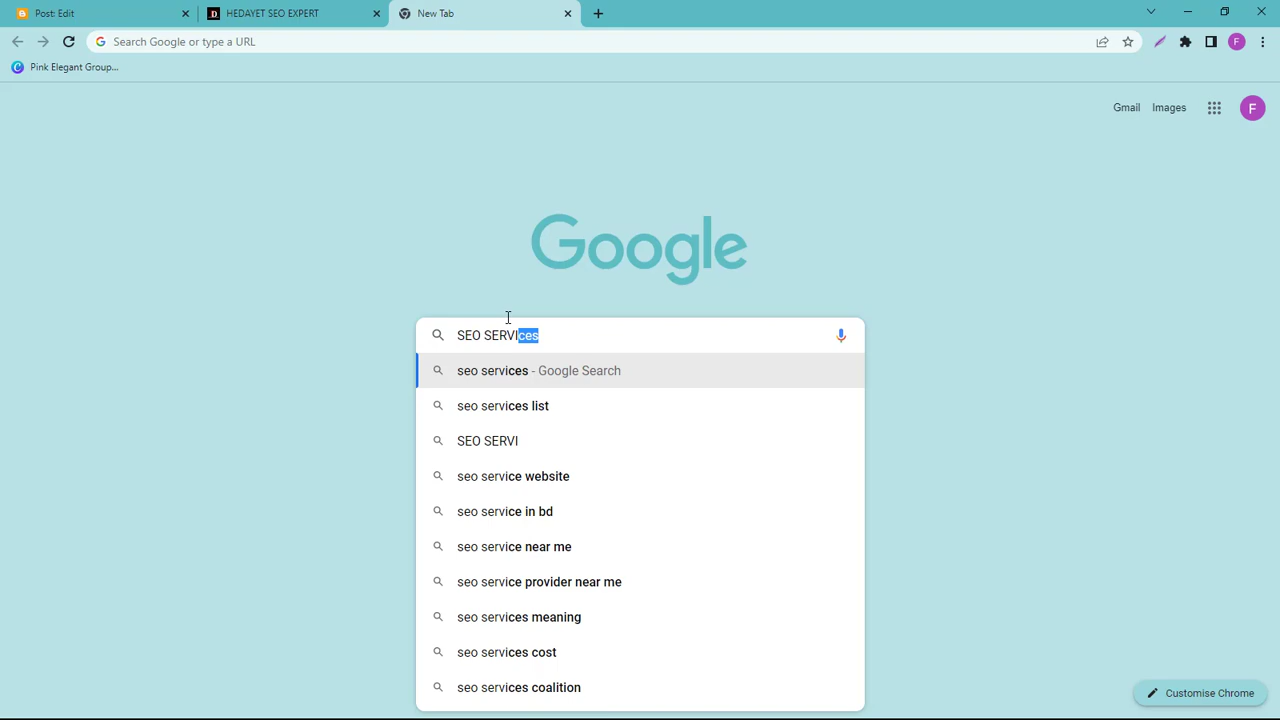 Post: Edit
HEDAYET SEO EXPERT
New Tab
Search Google or type a URL
F
Pink Elegant Group...
Gmail Images F
Google
SEO SERVIces
seo services - Google Search
seo services list
SEO SERVI
seo service website
seo service in bd
seo service near me
seo service provider near me
seo services meaning
seo services cost
seo services coalition
Customise Chrome